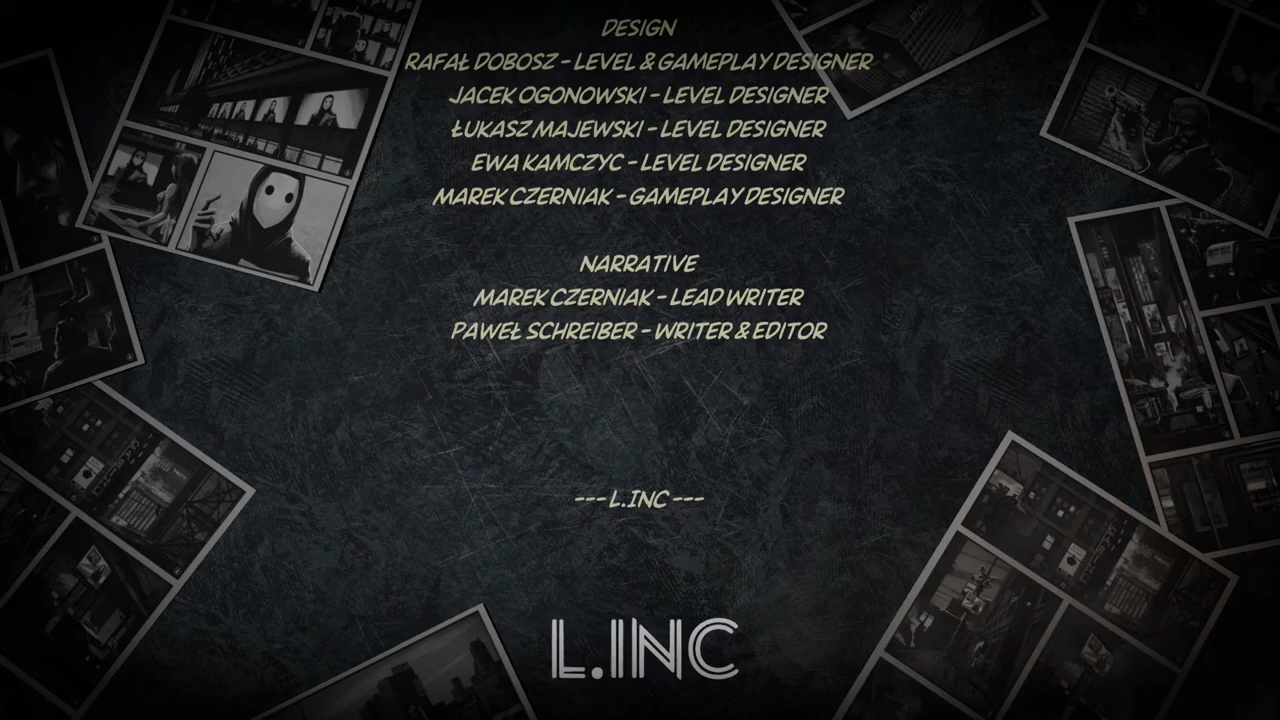 DESIGN
RAFAŁ DOBOSZ - LEVEL & GAMEPLAY DESIGNER
JACEK OGONOWSKI - LEVEL DESIGNER
ŁUKASZ MAJEWSKI - LEVEL DESIGNER
EWA KAMCZYC - LEVEL DESIGNER
MAREK CZERNIAK - GAMEPLAY DESIGNER
NARRATIVE
MAREK CZERNIAK - LEAD WRITER
PAWEŁ SCHREIBER - WRITER & EDITOR
--- L.INC ---
L.INC